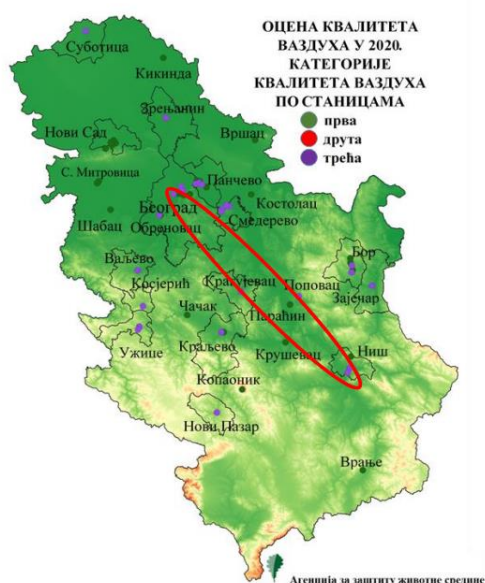 ОЦЕНА КВАЛИТЕТА
ВАЗДУХА У 2020.
КАТЕГОРИЈЕ
КВАЛИТЕТА ВАЗДУХА
ПО СТАНИЦАМА
прва
друга
трећа
Суботица
Кикинда
Зрењанин
Нови Сад
Вршац
С. Митровица
Панчево
Београд
Костолац
Шабац
Обреновац
Смедерево
Ваљево
Бор
Косјерић
Крагујевац
Поповац
Зајечар
Чачак
Параћин
Ужице
Краљево
Крушевац
Ниш
Копаоник
Нови Пазар
Врање
Агенција за заштиту животне средине